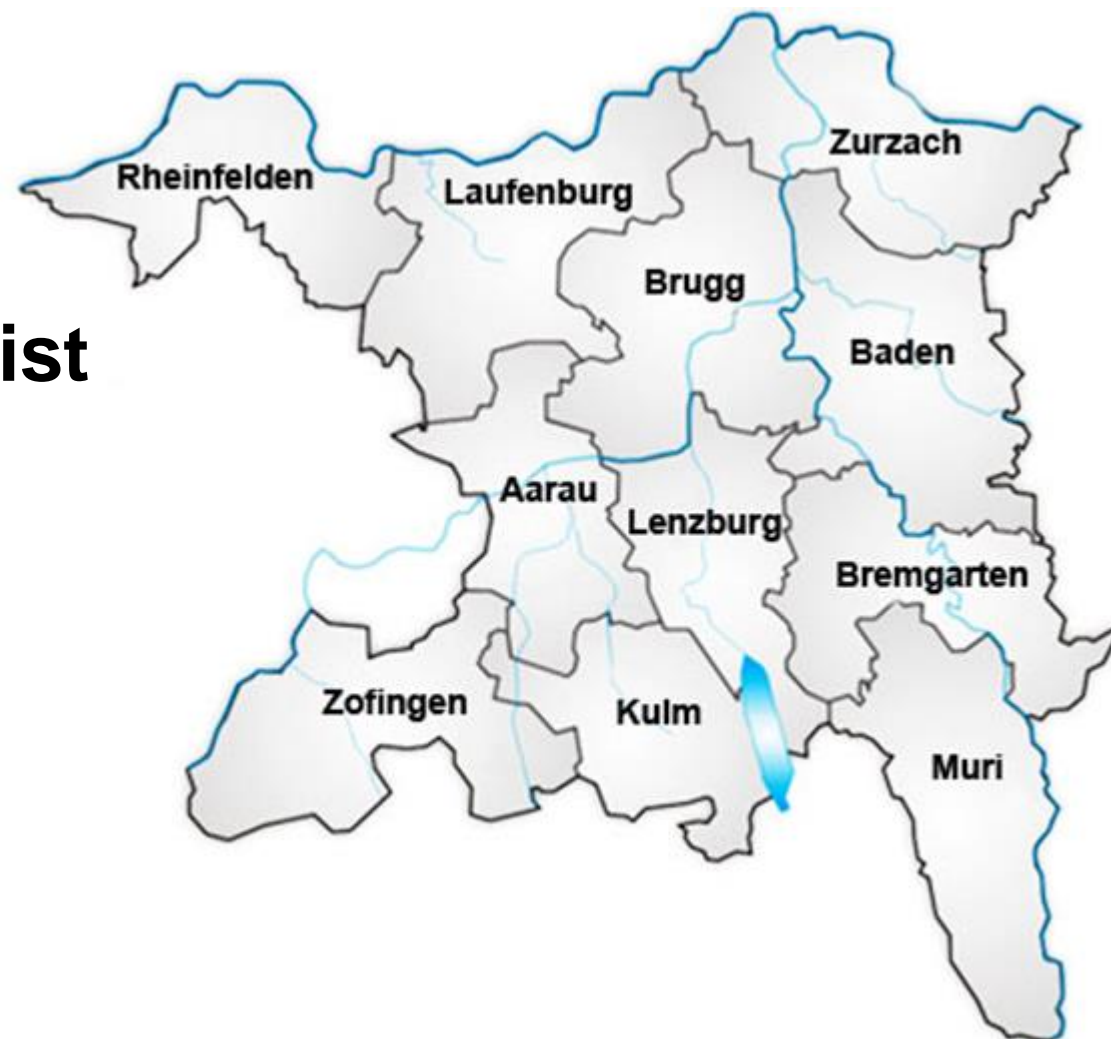 Zurzach
Rheinfelden
Laufenburg
Brugg
ist
Baden
Aarau
Lenzburg
Bremgarten
Zofingen
Kulm
Muri